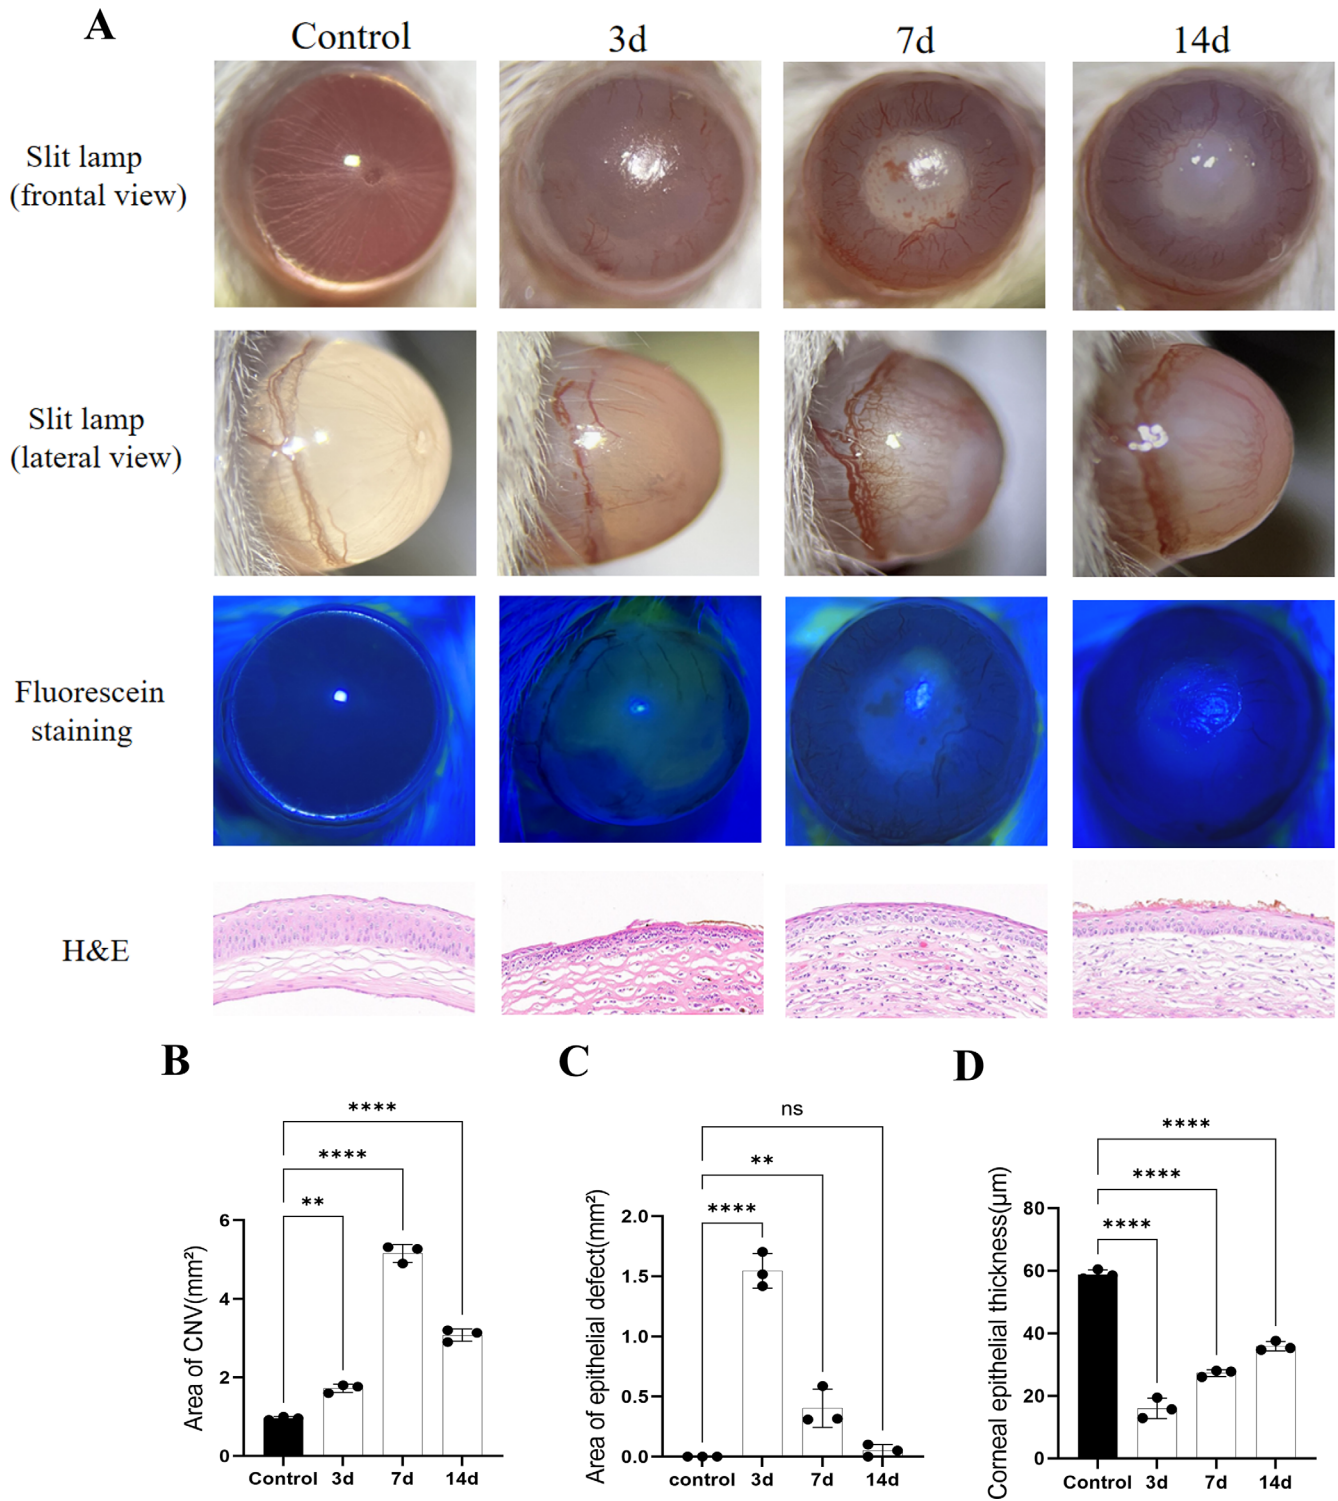 A
Control
3d
7d
14d
Slit lamp
(frontal view)
Slit lamp
(lateral view)
Fluorescein
staining
H&E
B
C
D
****
****
**
Area of CNV(mm²)
6
4
2
0
Control
3d
7d
14d
ns
**
****
Area of epithelial defect(mm²)
2.0
1.5
1.0
0.5
0.0
control
3d
7d
14d
****
****
****
Corneal epithelial thickness(μm)
80
60
40
20
0
Control
3d
7d
14d